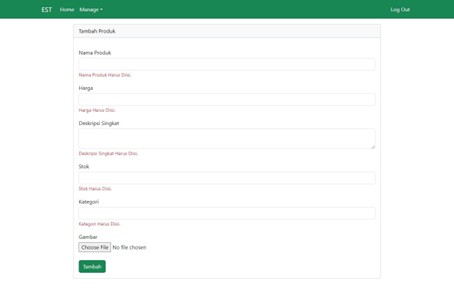 EST Home Manage Log Out
Tambah Produk
Nama Produk
Nama Produk Harus Diisi.
Harga
Harga Harus Diisi.
Deskripsi Singkat
Deskripsi Singkat Harus Diisi.
Stok
Stok Harus Diisi.
Kategori
Kategori Harus Diisi.
Gambar
Choose File No file chosen
Tambah